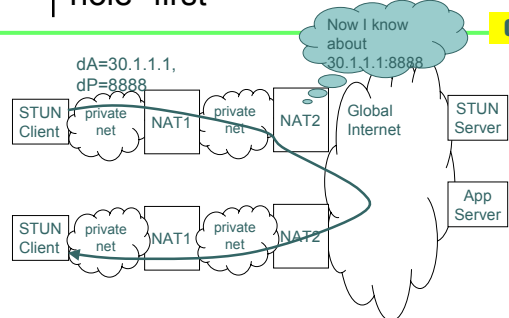 hole" first
Now I know
about
30.1.1.1:8888
dA=30.1.1.1,
dP=8888
STUN
Client
private
net
NAT1
private
net
NAT2
Global
Internet
STUN
Server
App
Server
STUN
Client
private
net
NAT1
private
net
NAT2